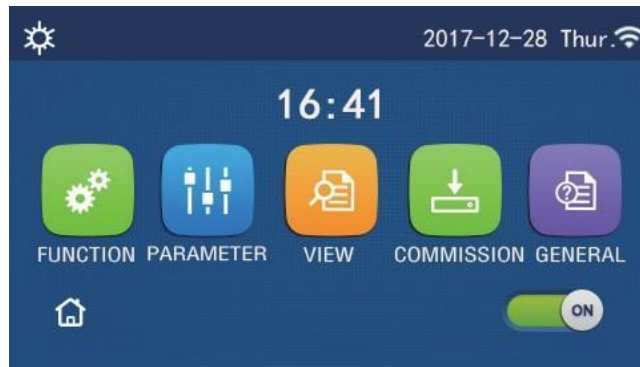 2017-12-28 Thur.
16:41
FUNCTION PARAMETER VIEW COMMISSION GENERAL
ON